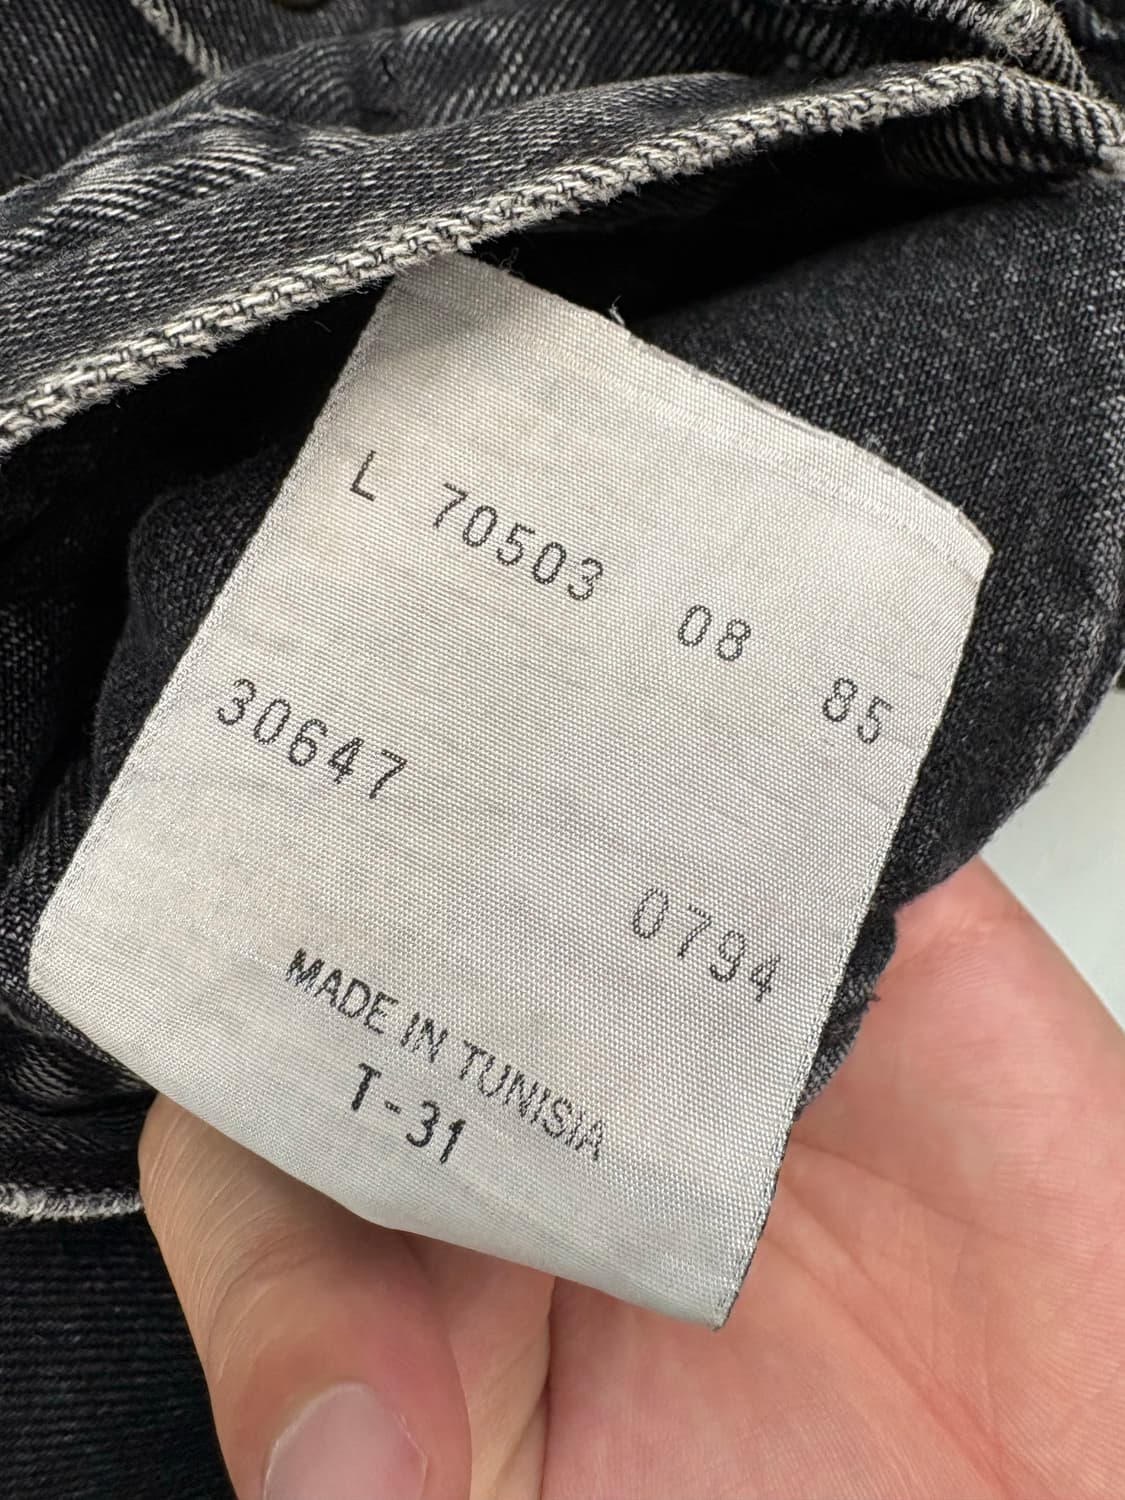 L 70503 08 85
30647
0794
MADE IN TUNISIA
T-31